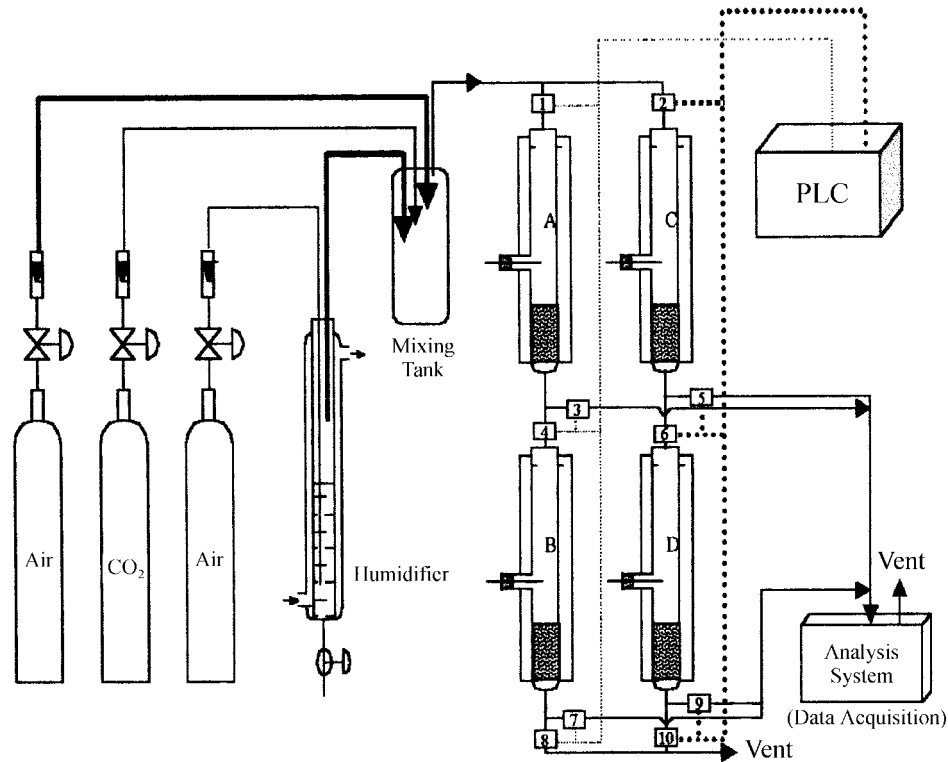 1
2
PLC
A
C
Mixing
Tank
3
5
4
6
Air
CO₂
Air
Humidifier
B
D
Vent
Analysis
System
(Data Acquisition)
7
9
8
10
Vent